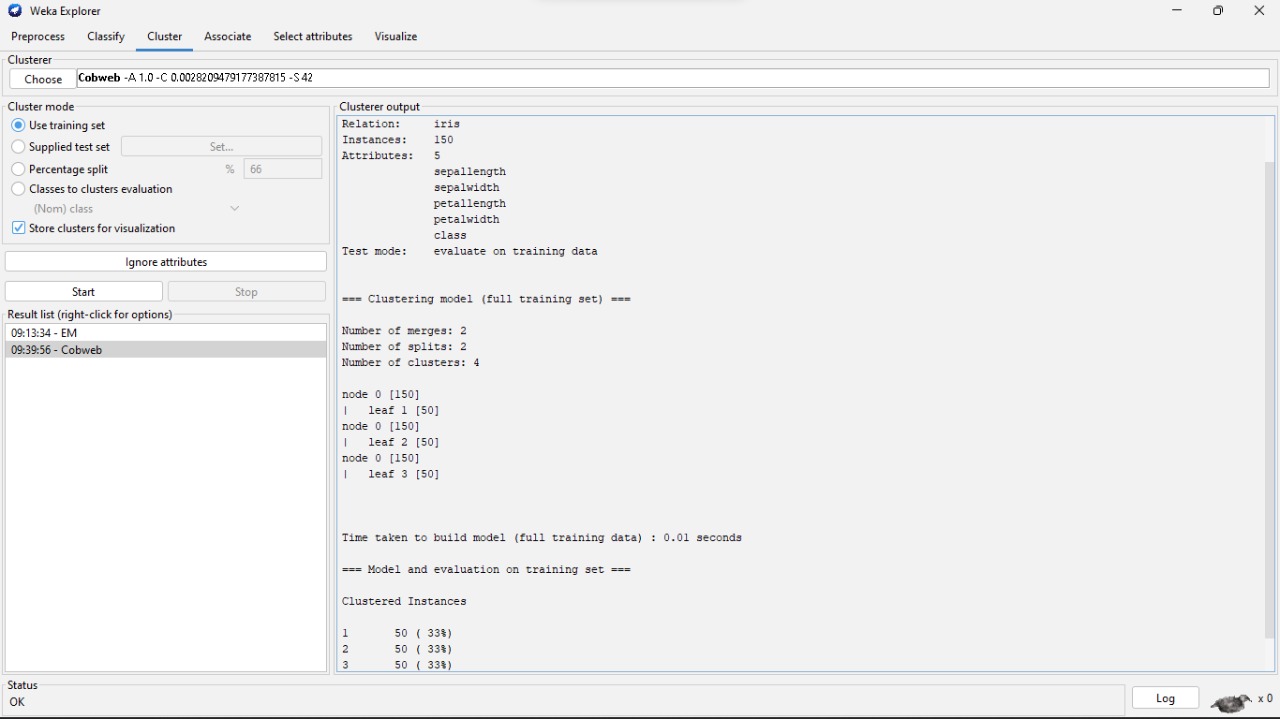 Weka Explorer
Preprocess Classify Cluster Associate Select attributes Visualize
Clusterer
Choose Cobweb -A 1.0 -C 0.0028209479177387815 -S 42
Cluster mode
Use training set
Supplied test set Set...
Percentage split % 66
Classes to clusters evaluation
(Nom) class
Store clusters for visualization
Ignore attributes
Start Stop
Result list (right-click for options)
09:13:34 - EM
09:39:56 - Cobweb
Clusterer output
Relation: iris
Instances: 150
Attributes: 5
sepallength
sepalwidth
petallength
petalwidth
class
Test mode: evaluate on training data
=== Clustering model (full training set) ===
Number of merges: 2
Number of splits: 2
Number of clusters: 4
node 0 [150]
| leaf 1 [50]
node 0 [150]
| leaf 2 [50]
node 0 [150]
| leaf 3 [50]
Time taken to build model (full training data) : 0.01 seconds
=== Model and evaluation on training set ===
Clustered Instances
1 50 ( 33%)
2 50 ( 33%)
3 50 ( 33%)
Status
OK
Log x 0